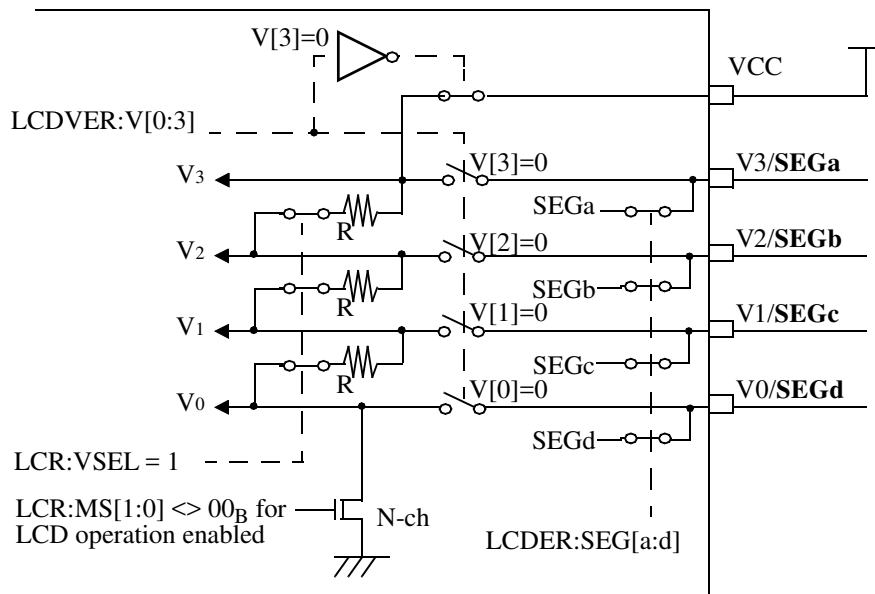 V[3]=0
VCC
LCDVER:V[0:3]
V3 V[3]=0 V3/SEGa
SEGa
R
V2 V[2]=0 V2/SEGb
SEGb
R
V1 V[1]=0 V1/SEGc
SEGc
R
V0 V[0]=0 V0/SEGd
SEGd
LCR:VSEL = 1
LCR:MS[1:0] <> 00B for
LCD operation enabled
N-ch
LCDER:SEG[a:d]